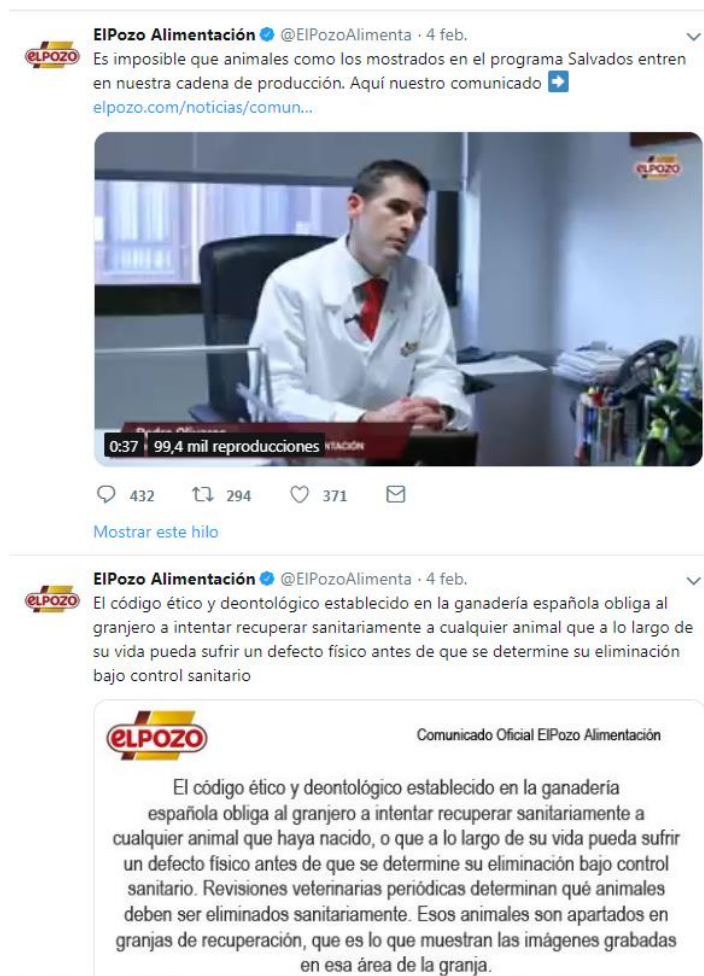 ElPozo Alimentación @ElPozoAlimenta · 4 feb.
Es imposible que animales como los mostrados en el programa Salvados entren
en nuestra cadena de producción. Aquí nuestro comunicado ➡
elpozo.com/noticias/comun...
ELPOZO
ELPOZO
0:37 99,4 mil reproducciones
432 294 371
Mostrar este hilo
ElPozo Alimentación @ElPozoAlimenta · 4 feb.
ELPOZO
El código ético y deontológico establecido en la ganadería española obliga al
granjero a intentar recuperar sanitariamente a cualquier animal que a lo largo de
su vida pueda sufrir un defecto físico antes de que se determine su eliminación
bajo control sanitario
ELPOZO
Comunicado Oficial ElPozo Alimentación
El código ético y deontológico establecido en la ganadería
española obliga al granjero a intentar recuperar sanitariamente a
cualquier animal que haya nacido, o que a lo largo de su vida pueda sufrir
un defecto físico antes de que se determine su eliminación bajo control
sanitario. Revisiones veterinarias periódicas determinan qué animales
deben ser eliminados sanitariamente. Esos animales son apartados en
granjas de recuperación, que es lo que muestran las imágenes grabadas
en esa área de la granja.